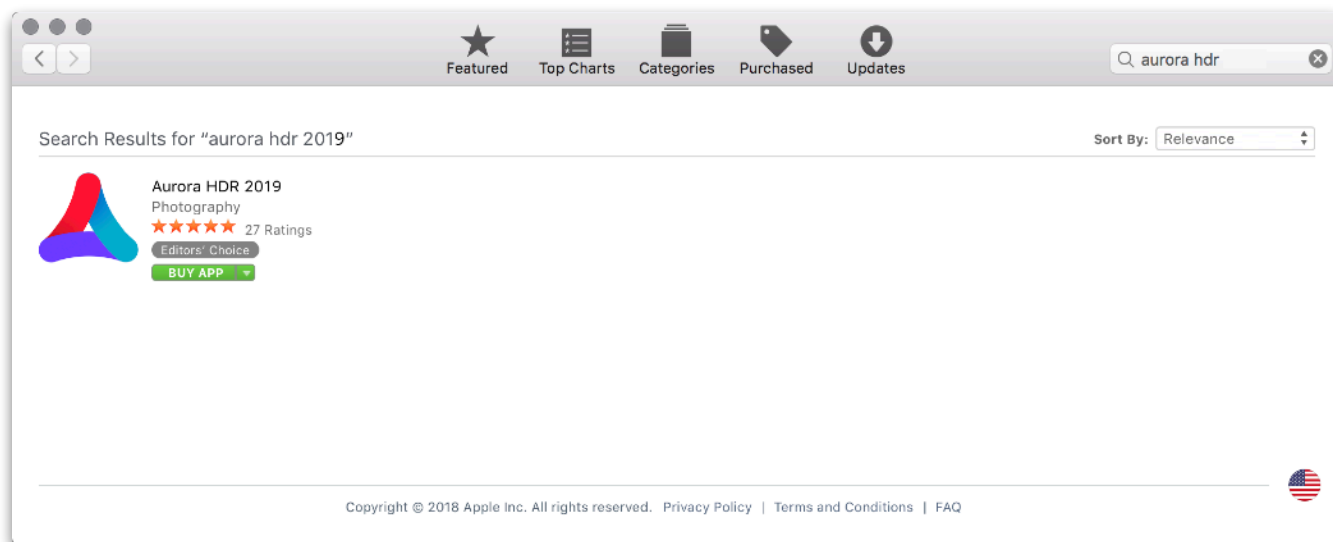 Featured Top Charts Categories Purchased Updates
aurora hdr
Search Results for “aurora hdr 2019”
Sort By: Relevance
Aurora HDR 2019
Photography
27 Ratings
Editors' Choice
BUY APP
Copyright © 2018 Apple Inc. All rights reserved. Privacy Policy | Terms and Conditions | FAQ